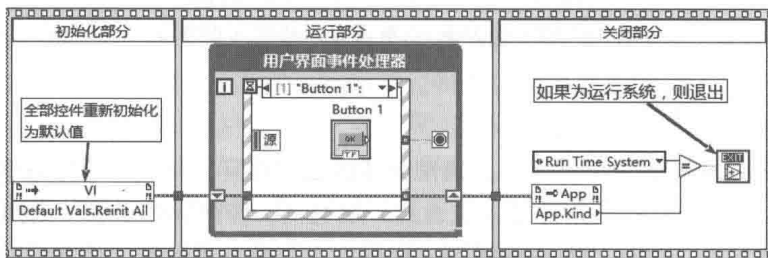 初始化部分
运行部分
关闭部分
用户界面事件处理器
[1] "Button 1":
Button 1
OK
TF
源
i
全部控件重新初始化
为默认值
VI
Default Vals.Reinit All
如果为运行系统，则退出
Run Time System
=
EXIT
App
App.Kind